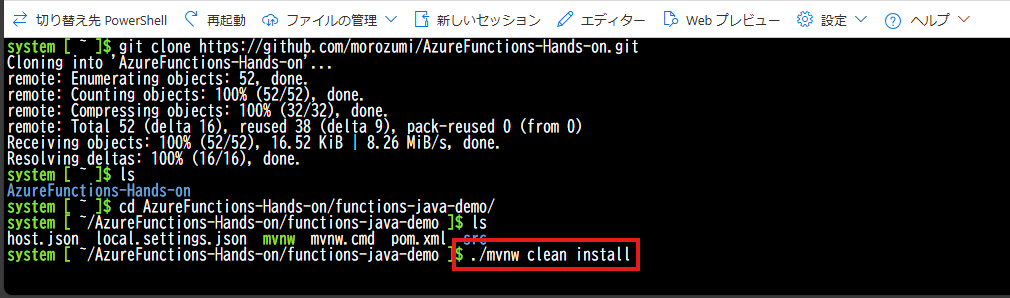 切り替え先 PowerShell 再起動 ファイルの管理 新しいセッション エディター Web プレビュー 設定 ヘルプ
system [ ~ ]$ git clone https://github.com/morozumi/AzureFunctions-Hands-on.git
Cloning into 'AzureFunctions-Hands-on'...
remote: Enumerating objects: 52, done.
remote: Counting objects: 100% (52/52), done.
remote: Compressing objects: 100% (32/32), done.
remote: Total 52 (delta 16), reused 38 (delta 9), pack-reused 0 (from 0)
Receiving objects: 100% (52/52), 16.52 KiB | 8.26 MiB/s, done.
Resolving deltas: 100% (16/16), done.
system [ ~ ]$ ls
AzureFunctions-Hands-on
system [ ~ ]$ cd AzureFunctions-Hands-on/functions-java-demo/
system [ ~/AzureFunctions-Hands-on/functions-java-demo ]$ ls
host.json local.settings.json mvnw mvnw.cmd pom.xml src
system [ ~/AzureFunctions-Hands-on/functions-java-demo ]$ ./mvnw clean install